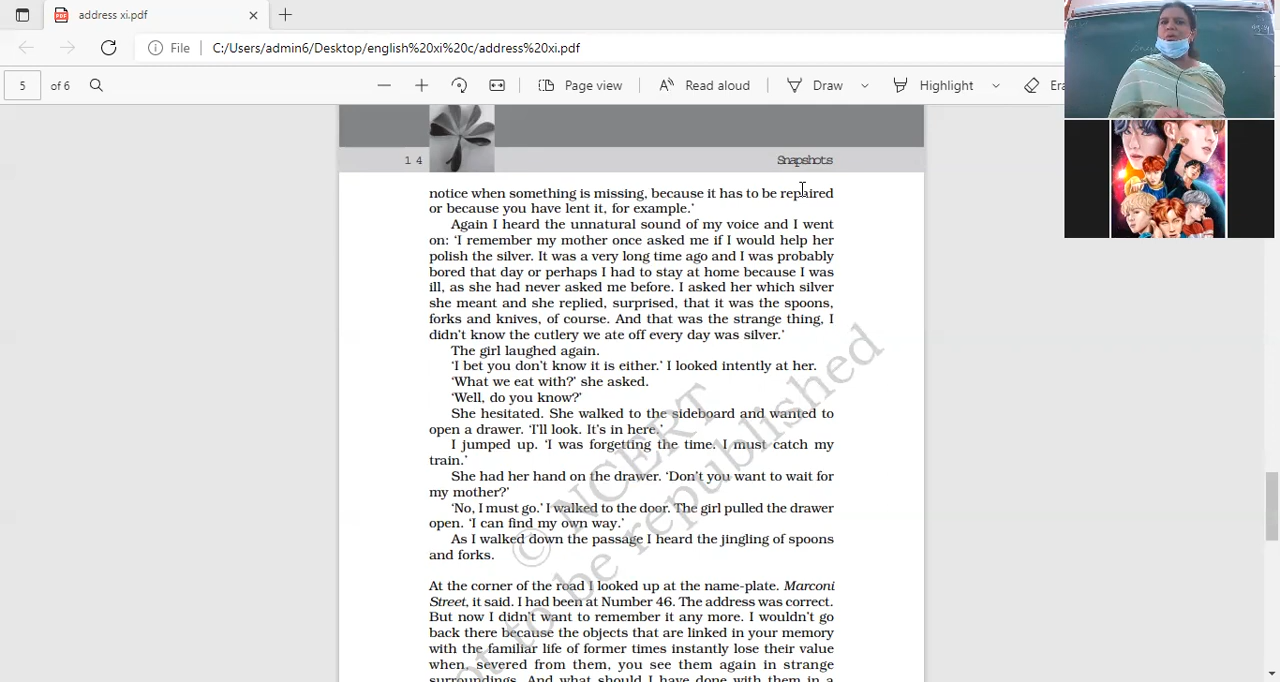 address xi.pdf
File C:/Users/admin6/Desktop/english%20xi%20c/address%20xi.pdf
5 of 6 Page view Read aloud Draw Highlight Era
14 Snapshots
notice when something is missing, because it has to be repaired
or because you have lent it, for example.’
Again I heard the unnatural sound of my voice and I went
on: ‘I remember my mother once asked me if I would help her
polish the silver. It was a very long time ago and I was probably
bored that day or perhaps I had to stay at home because I was
ill, as she had never asked me before. I asked her which silver
she meant and she replied, surprised, that it was the spoons,
forks and knives, of course. And that was the strange thing, I
didn’t know the cutlery we ate off every day was silver.’
The girl laughed again.
‘I bet you don’t know it is either.’ I looked intently at her.
‘What we eat with?’ she asked.
‘Well, do you know?’
She hesitated. She walked to the sideboard and wanted to
open a drawer. ‘I’ll look. It’s in here.’
I jumped up. ‘I was forgetting the time. I must catch my
train.’
She had her hand on the drawer. ‘Don’t you want to wait for
my mother?’
‘No, I must go.’ I walked to the door. The girl pulled the drawer
open. ‘I can find my own way.’
As I walked down the passage I heard the jingling of spoons
and forks.
At the corner of the road I looked up at the name-plate. Marconi
Street, it said. I had been at Number 46. The address was correct.
But now I didn’t want to remember it any more. I wouldn’t go
back there because the objects that are linked in your memory
with the familiar life of former times instantly lose their value
when, severed from them, you see them again in strange
surroundings. And what should I have done with them in a
© NCERT
not to be republished